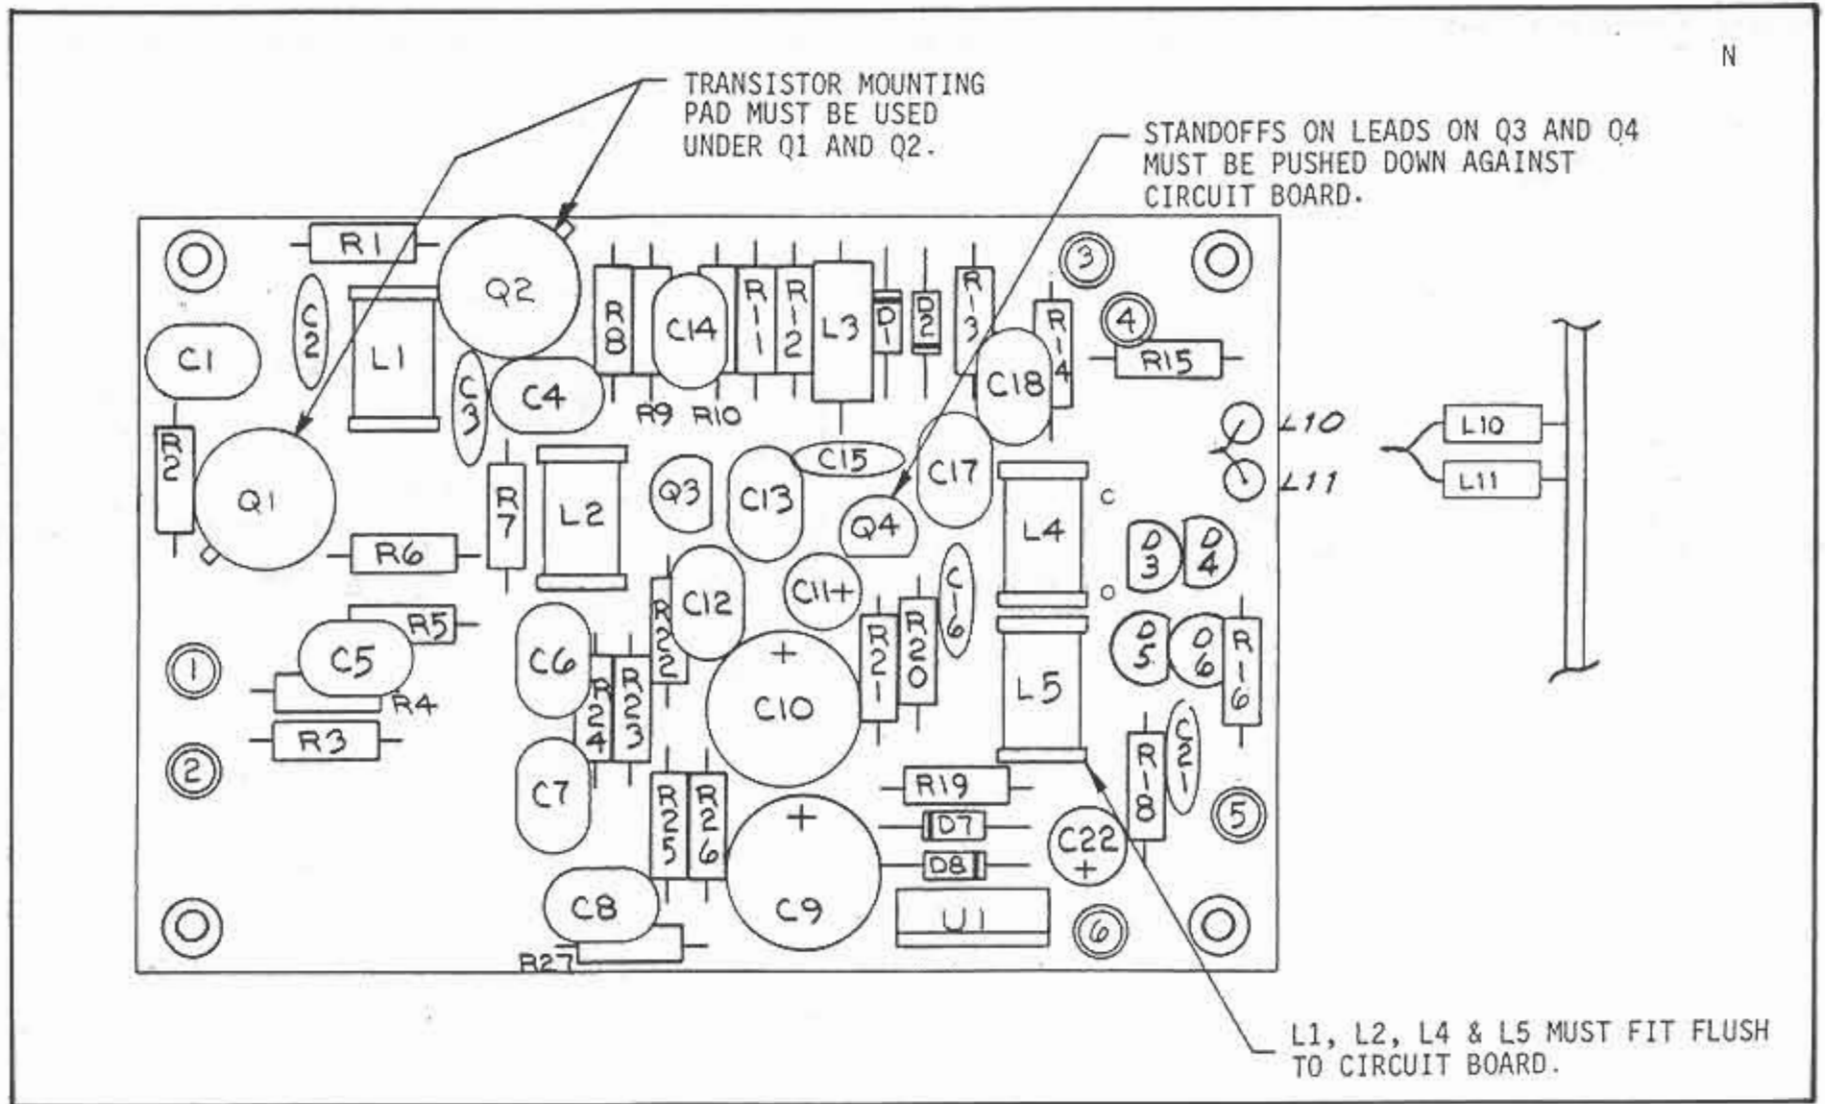 N
TRANSISTOR MOUNTING
PAD MUST BE USED
UNDER Q1 AND Q2.
STANDOFFS ON LEADS ON Q3 AND Q4
MUST BE PUSHED DOWN AGAINST
CIRCUIT BOARD.
R1
Q2
3
C2
L1
C1
R8
C14
R11
R12
L3
D1
D2
R13
R14
4
R15
C3
C4
R9
R10
C18
L10
L10
R2
Q1
R7
L2
Q3
C13
C15
C17
Q4
L4
C
L11
L11
R6
D3
D4
R5
C5
R4
R3
1
2
C6
R22
C12
C11+
C16
R21
R20
L5
D5
D6
R16
R24
R23
+
C10
C7
R25
R26
R19
D7
D8
R18
C21
5
+
C9
C22
+
C8
R27
U1
6
L1, L2, L4 & L5 MUST FIT FLUSH
TO CIRCUIT BOARD.